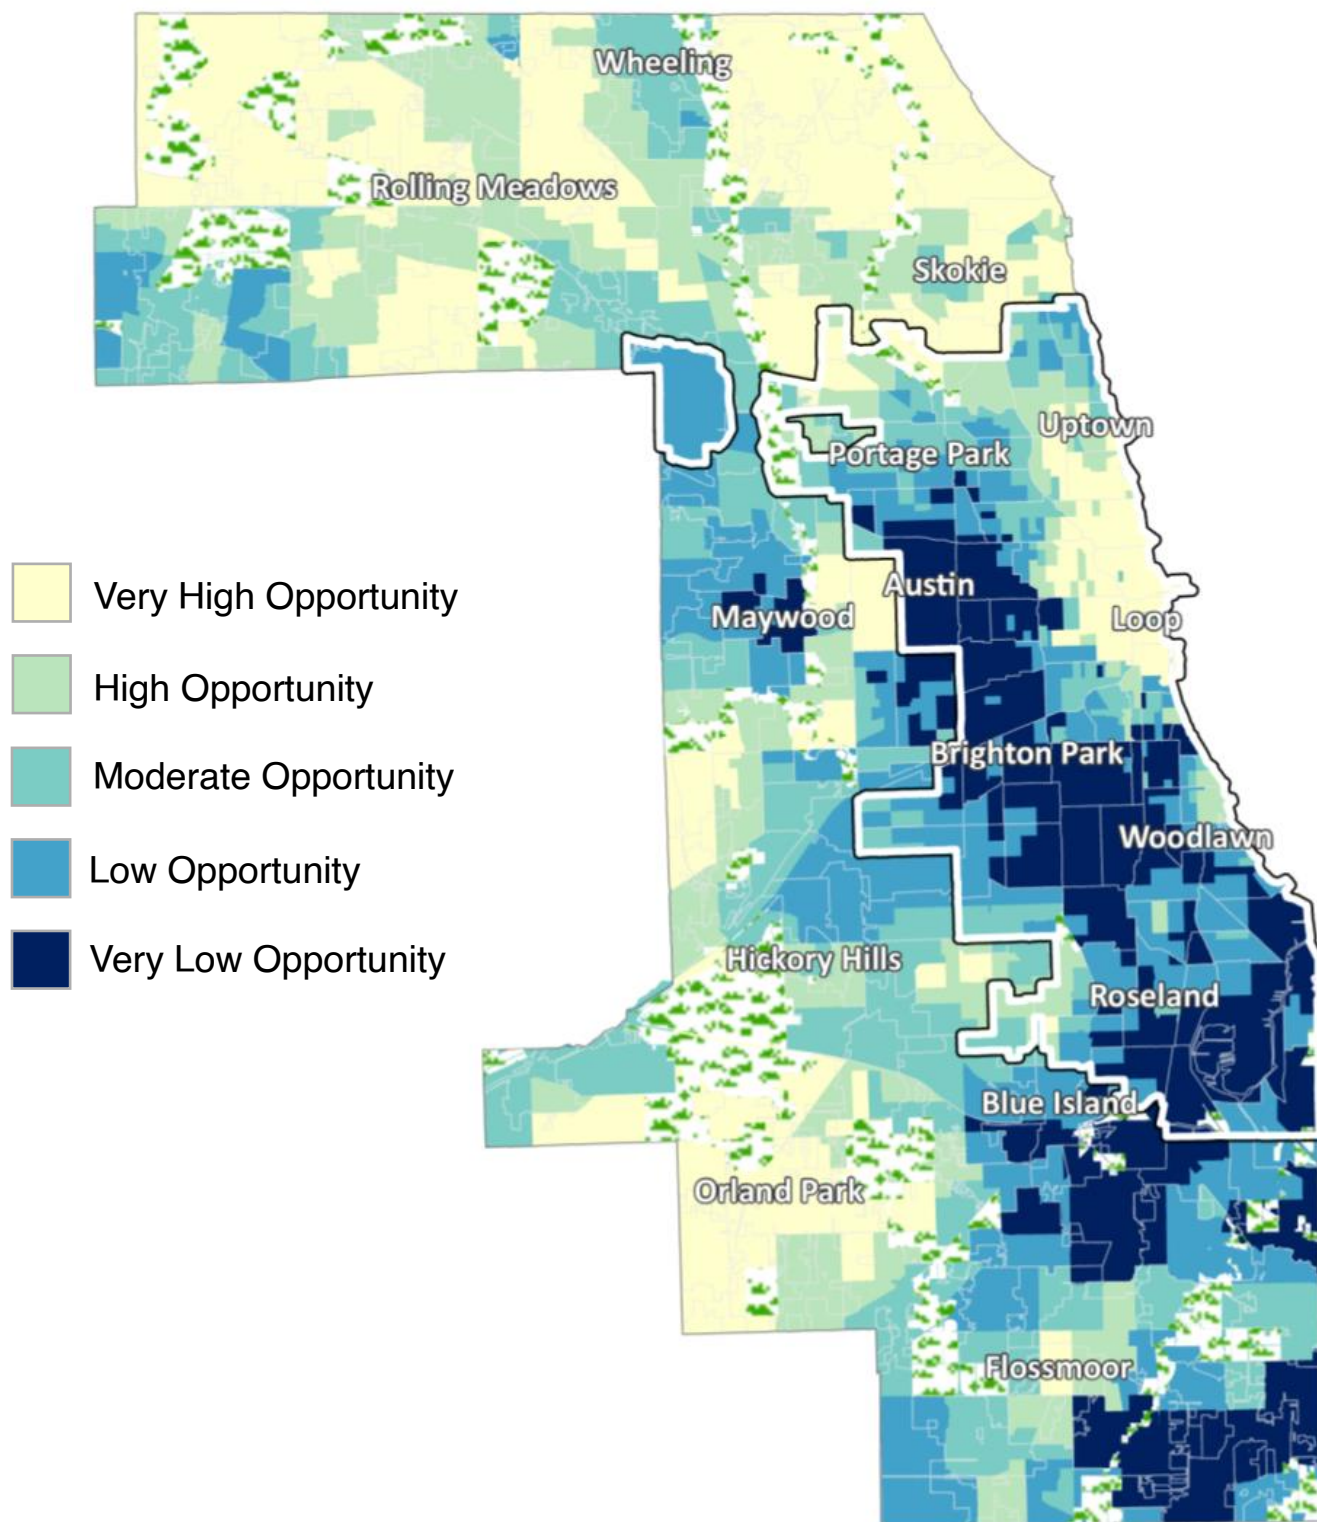 Wheeling
Rolling Meadows
Skokie
Uptown
Portage Park
Austin
Very High Opportunity
Maywood
Loop
High Opportunity
Brighton Park
Moderate Opportunity
Woodlawn
Low Opportunity
Very Low Opportunity
Hickory Hills
Roseland
Blue Island
Orland Park
Flossmoor